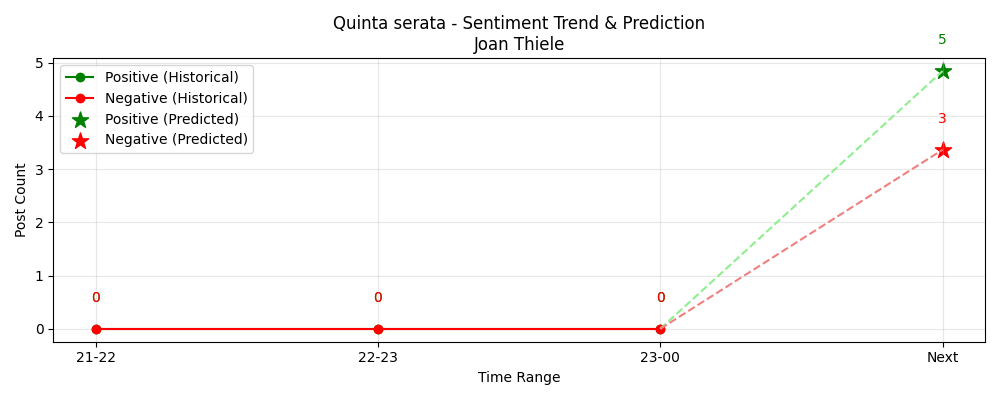 Quinta serata - Sentiment Trend & Prediction
Joan Thiele
5
5
Positive (Historical)
Negative (Historical)
Positive (Predicted)
Negative (Predicted)
4
3
3
2
1
0
0
0
0
Post Count
21-22
22-23
23-00
Next
Time Range